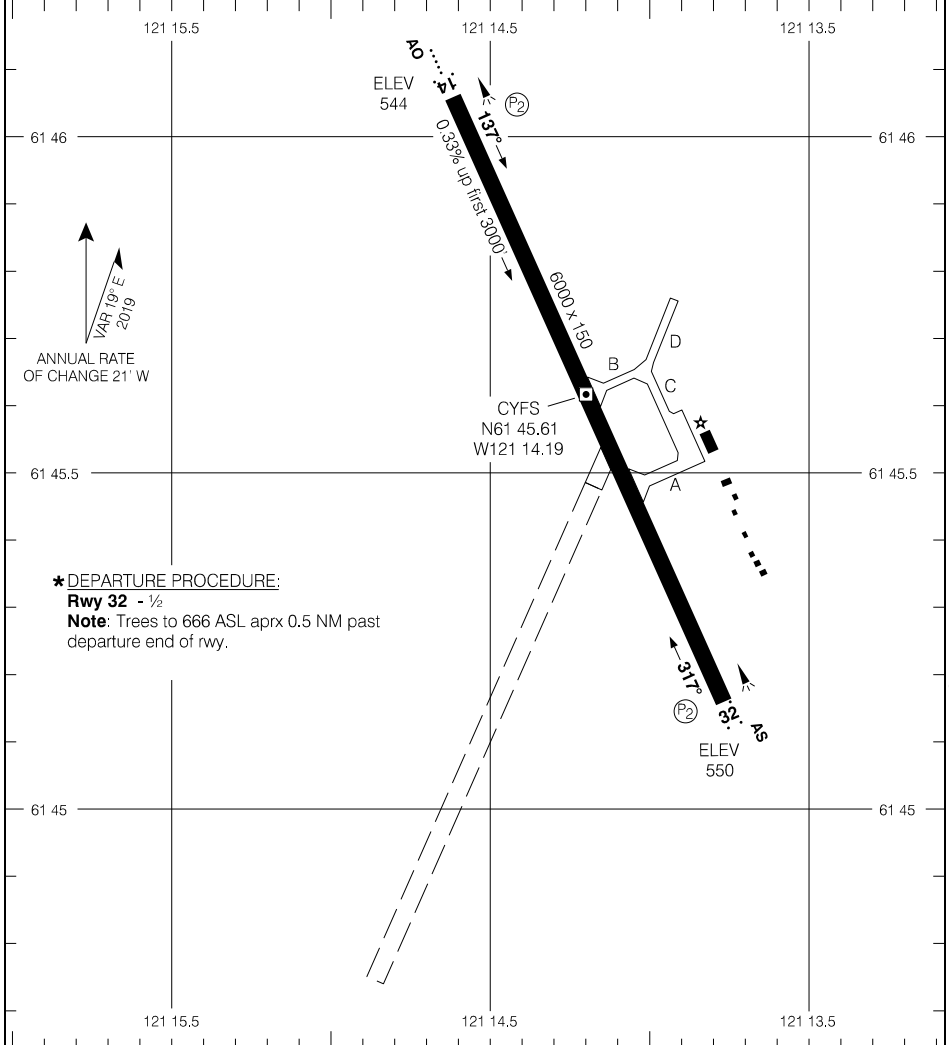 121 15.5
121 14.5
121 13.5
AO
14
ELEV
544
P2
137°
0.33% up first 3000'
61 46
61 46
VAR 19° E
2019
ANNUAL RATE
OF CHANGE 21' W
6000 x 150
B
D
C
CYFS
N61 45.61
W121 14.19
A
61 45.5
61 45.5
*DEPARTURE PROCEDURE:
Rwy 32 - ½
Note: Trees to 666 ASL aprx 0.5 NM past
departure end of rwy.
317°
P2
32
AS
ELEV
550
61 45
61 45
121 15.5
121 14.5
121 13.5